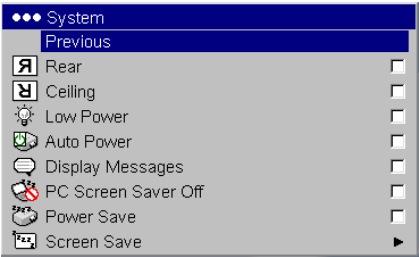 System
Previous
Rear
Ceiling
Low Power
Auto Power
Display Messages
PC Screen Saver Off
Power Save
Screen Save